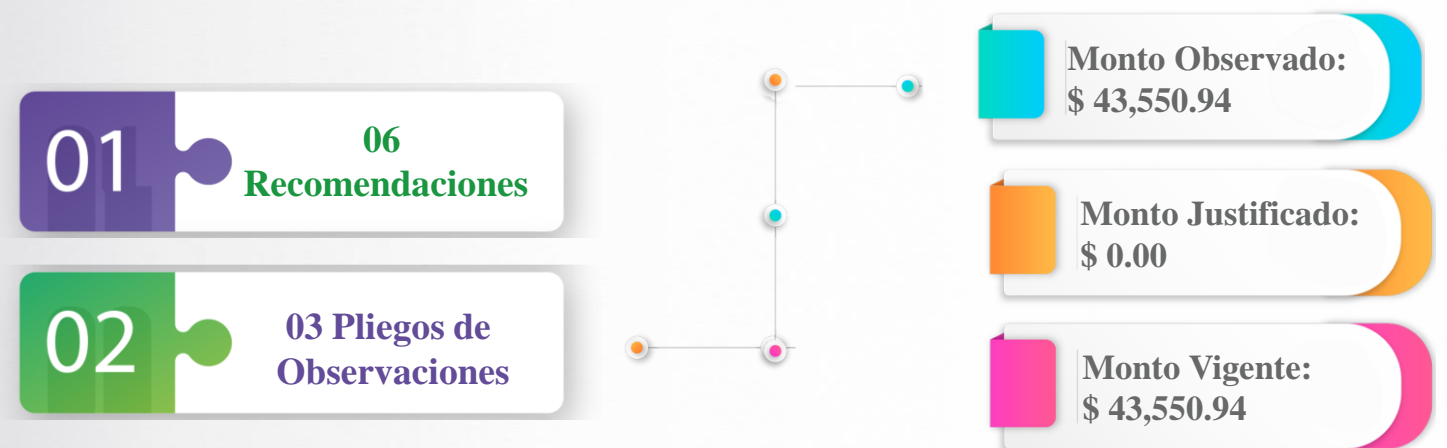 01
06
Recomendaciones
02
03 Pliegos de
Observaciones
Monto Observado:
$ 43,550.94
Monto Justificado:
$ 0.00
Monto Vigente:
$ 43,550.94